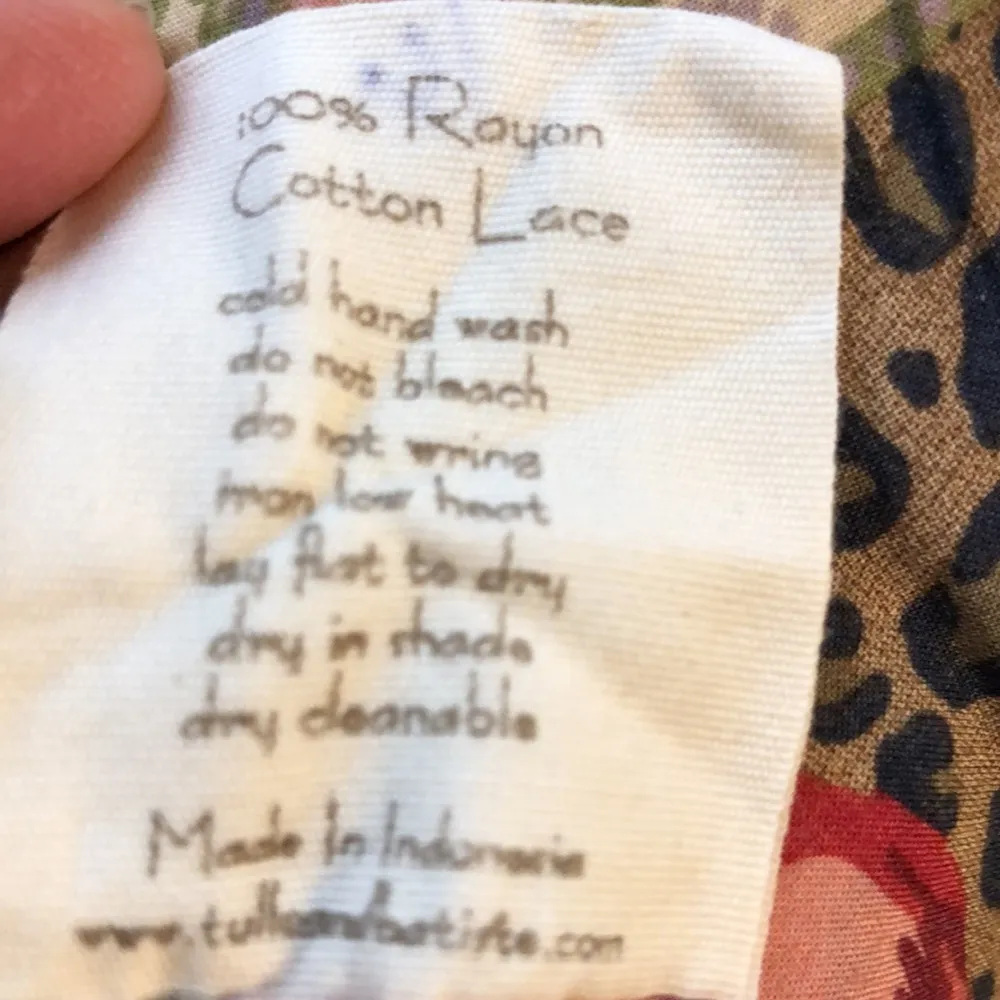 100% Rayon
Cotton Lace
cold hand wash
do not bleach
do not wring
iron low heat
lay flat to dry
dry in shade
dry cleanable
Made In Indonesia
www.tulleandbatiste.com